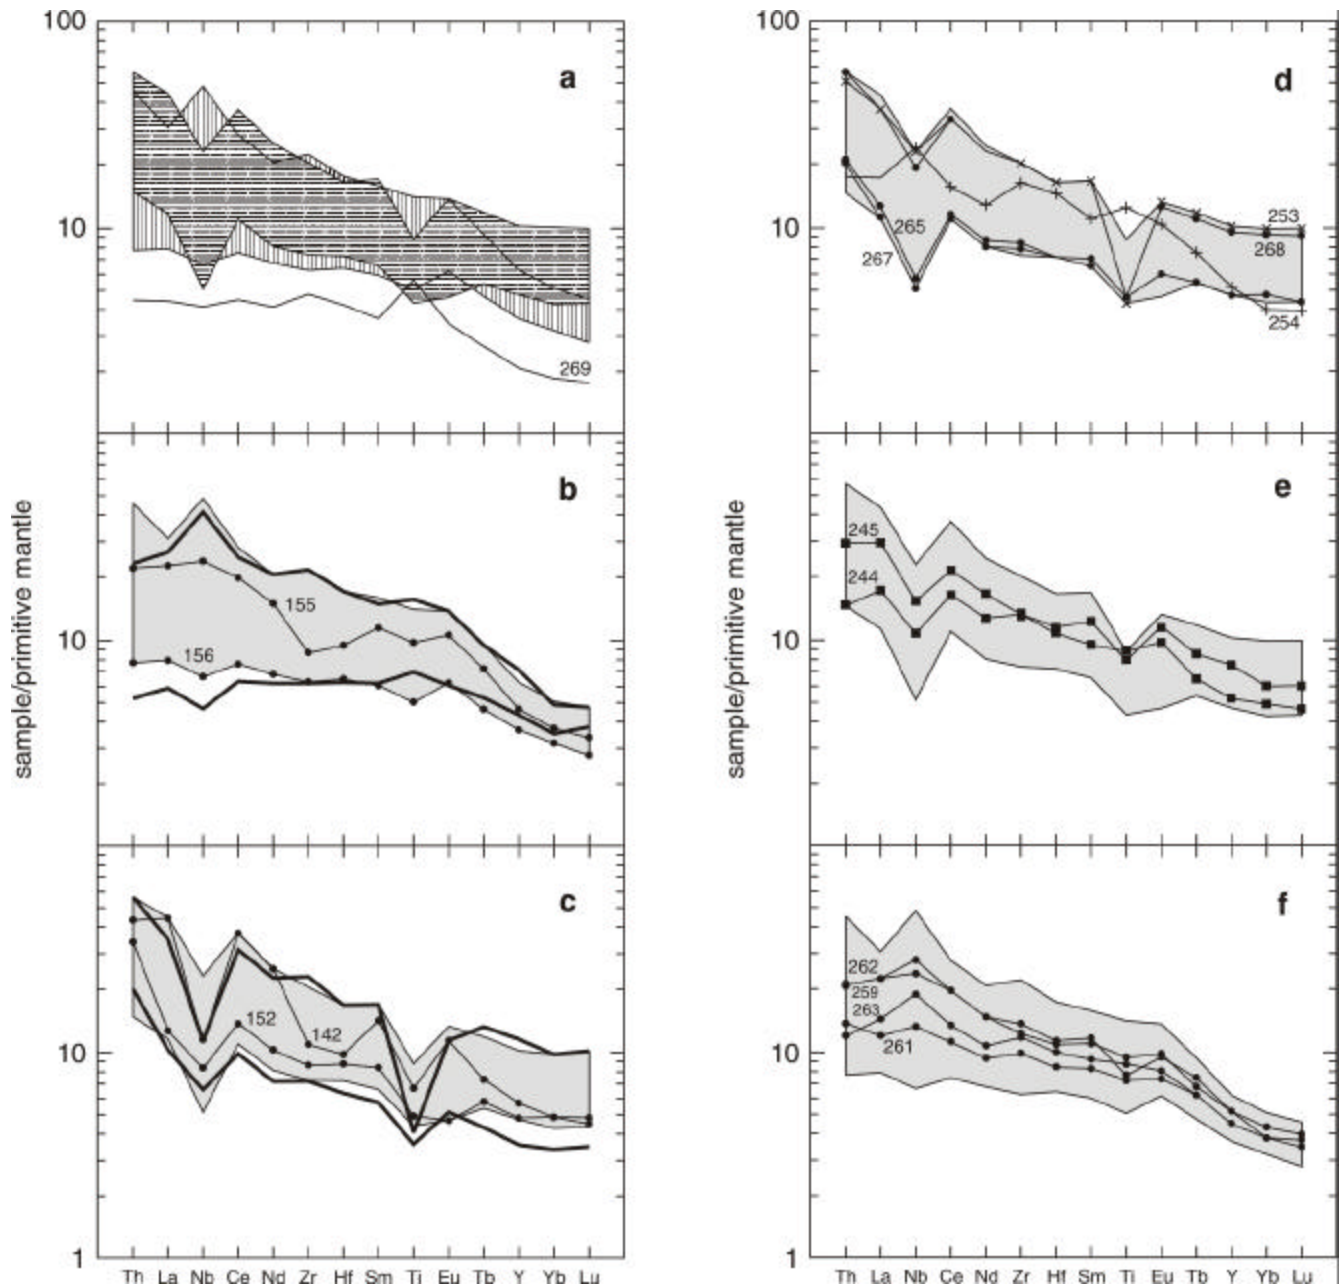 100
a
10
269
sample/primitive mantle
b
10
155
156
c
152
142
10
1
Th La Nb Ce Nd Zr Hf Sm Ti Eu Tb Y Yb Lu
100
d
10
265
267
253
268
254
sample/primitive mantle
e
245
244
10
f
262
259
263
261
10
1
Th La Nb Ce Nd Zr Hf Sm Ti Eu Tb Y Yb Lu